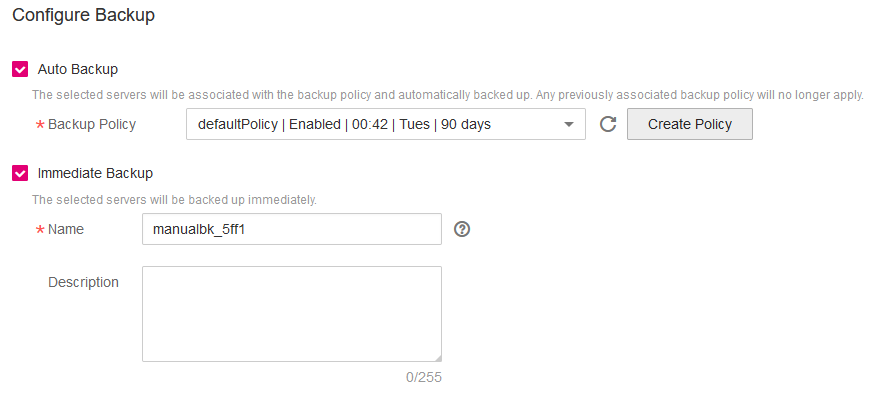 Configure Backup
Auto Backup
The selected servers will be associated with the backup policy and automatically backed up. Any previously associated backup policy will no longer apply.
* Backup Policy defaultPolicy | Enabled | 00:42 | Tues | 90 days Create Policy
Immediate Backup
The selected servers will be backed up immediately.
* Name manualbk_5ff1 ?
Description
0/255